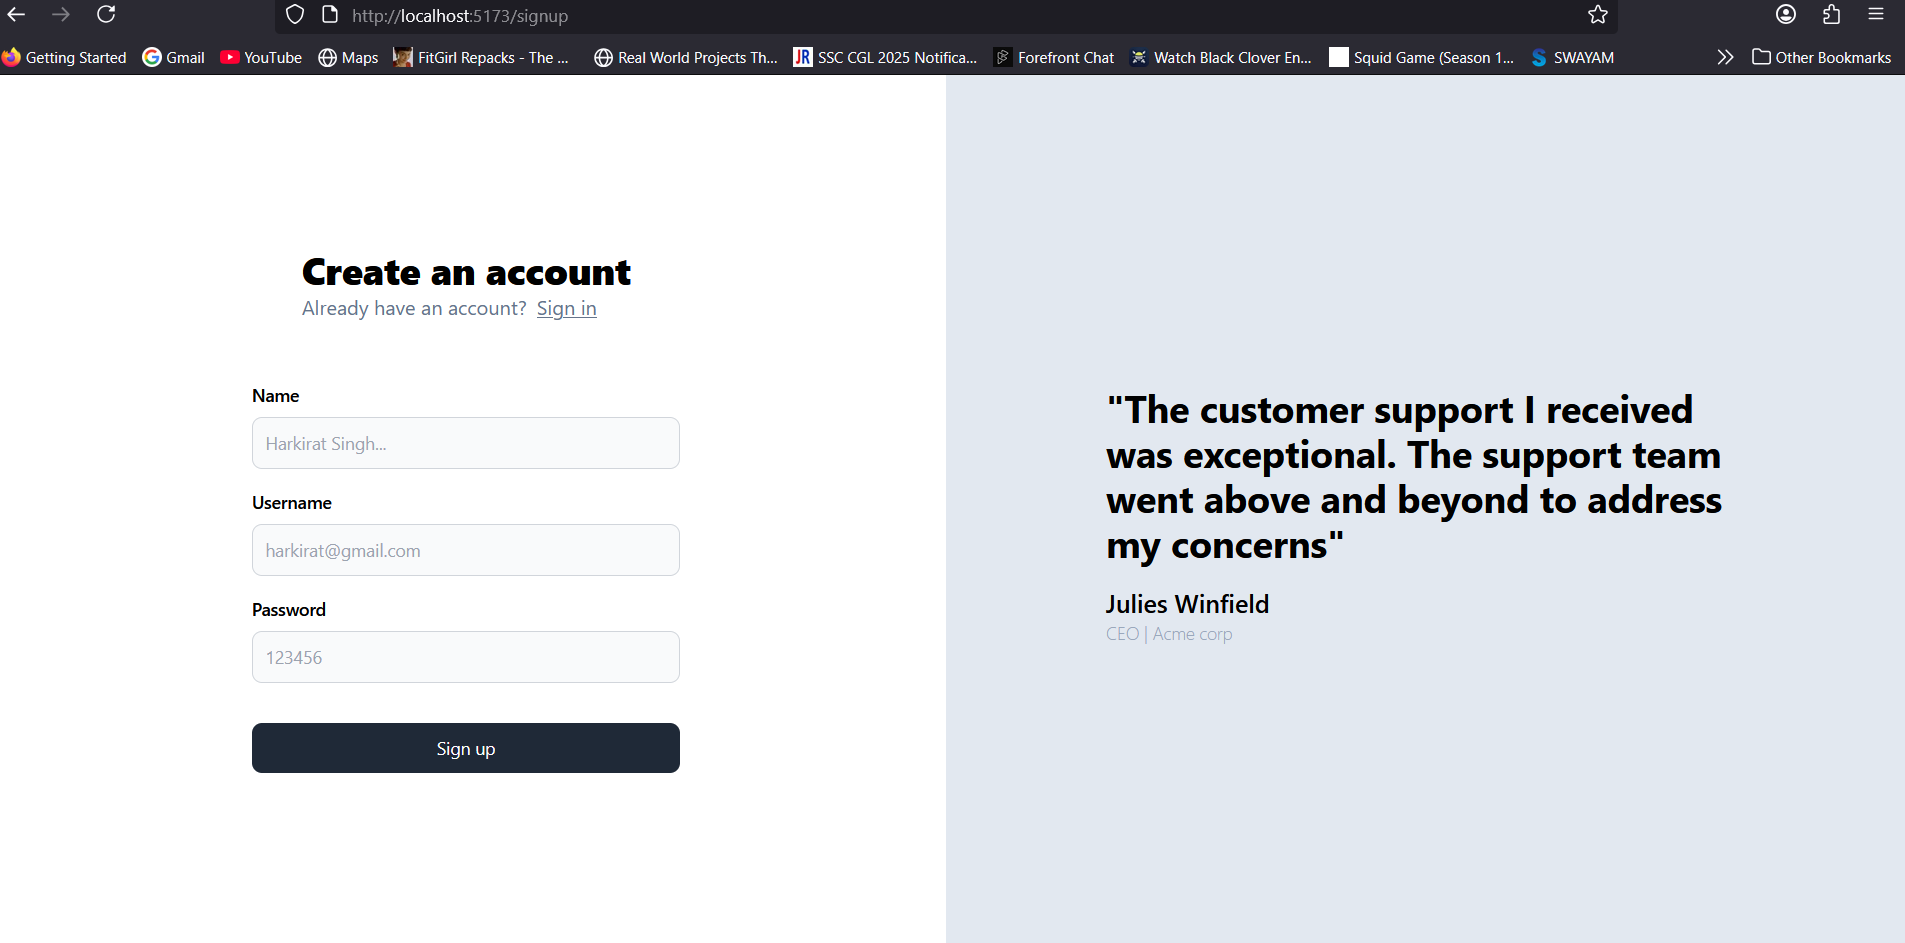 http://localhost:5173/signup
Getting Started Gmail YouTube Maps FitGirl Repacks - The ... Real World Projects Th... JR SSC CGL 2025 Notifica... Forefront Chat Watch Black Clover En... Squid Game (Season 1... SWAYAM Other Bookmarks
Create an account
Already have an account? Sign in
Name
Harkirat Singh...
Username
harkirat@gmail.com
Password
123456
Sign up
"The customer support I received
was exceptional. The support team
went above and beyond to address
my concerns"
Julies Winfield
CEO | Acme corp